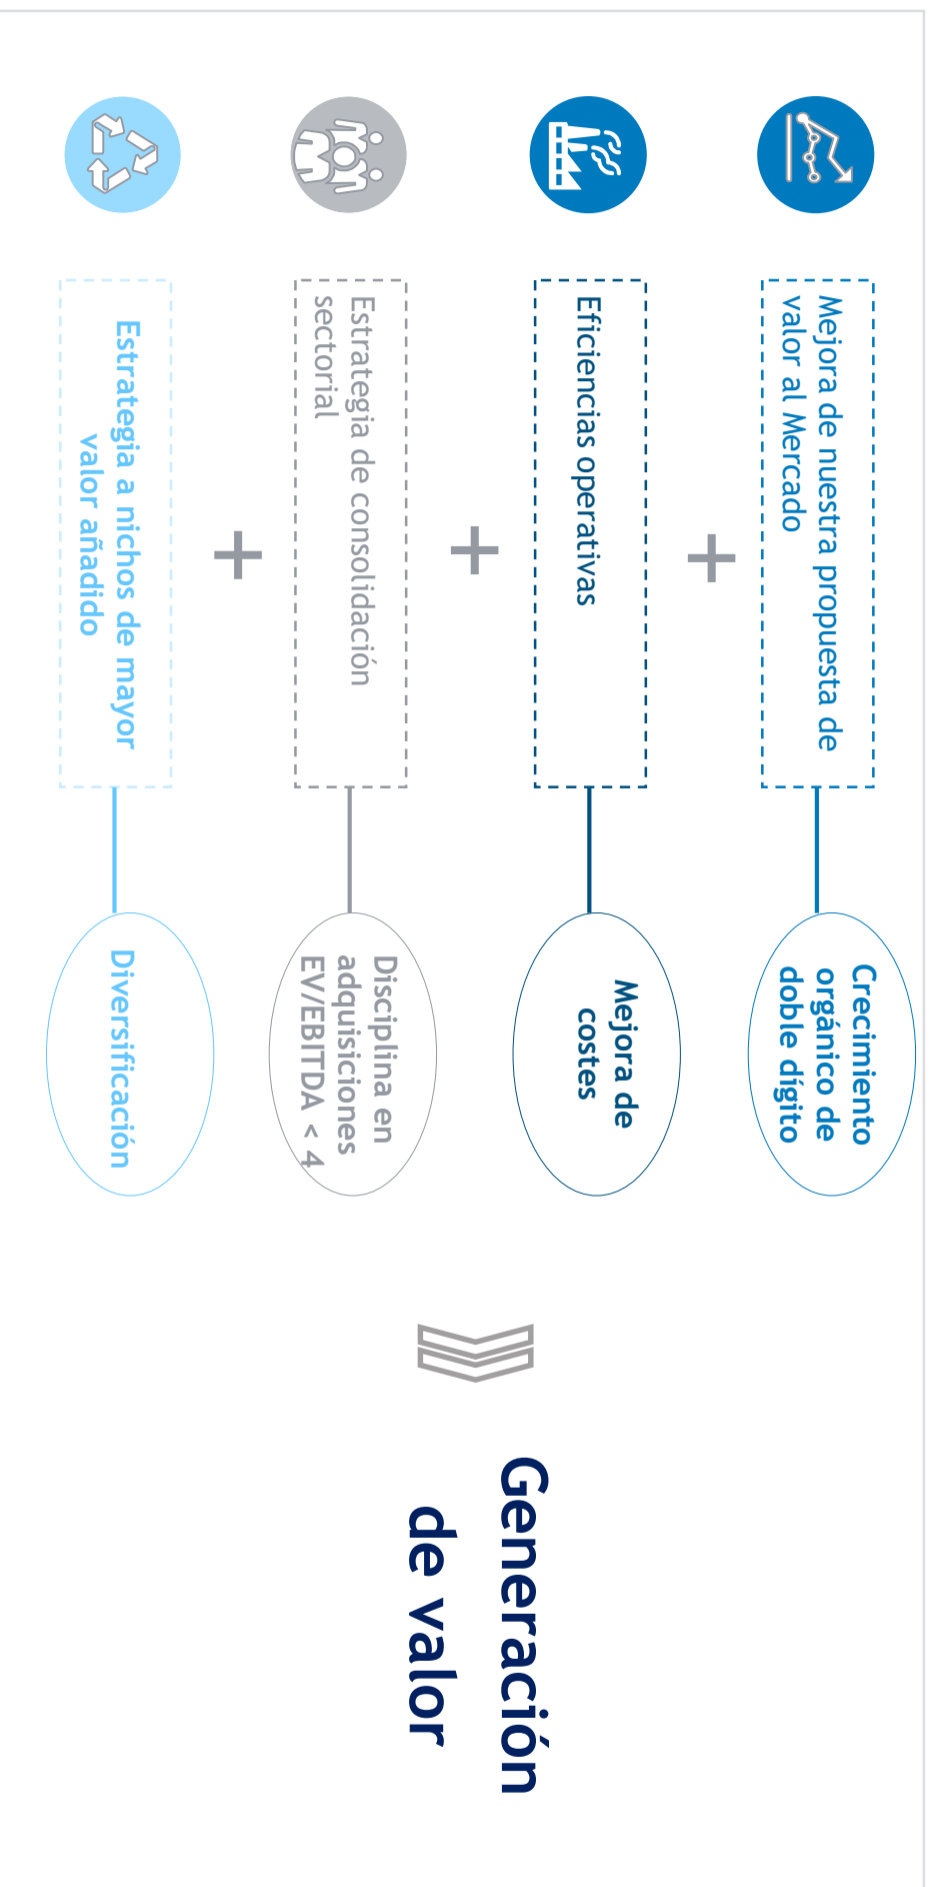 Mejora de nuestra propuesta de
valor al Mercado
Crecimiento
orgánico de
doble dígito
+
Eficiencias operativas
Mejora de
costes
+
Estrategia de consolidación
sectorial
Disciplina en
adquisiciones
EV/EBITDA < 4
+
Estrategia a nichos de mayor
valor añadido
Diversificación
Generación
de valor